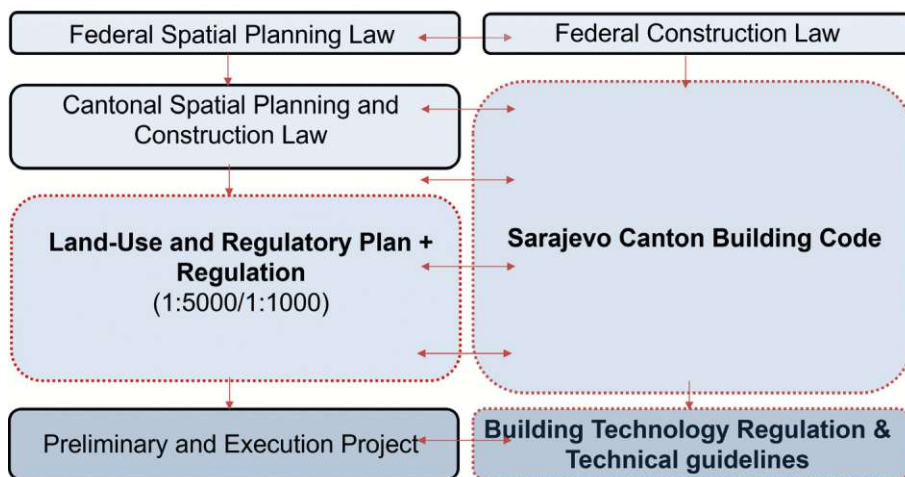 Federal Spatial Planning Law
Federal Construction Law
Cantonal Spatial Planning and
Construction Law
Land-Use and Regulatory Plan +
Regulation
(1:5000/1:1000)
Sarajevo Canton Building Code
Preliminary and Execution Project
Building Technology Regulation &
Technical guidelines